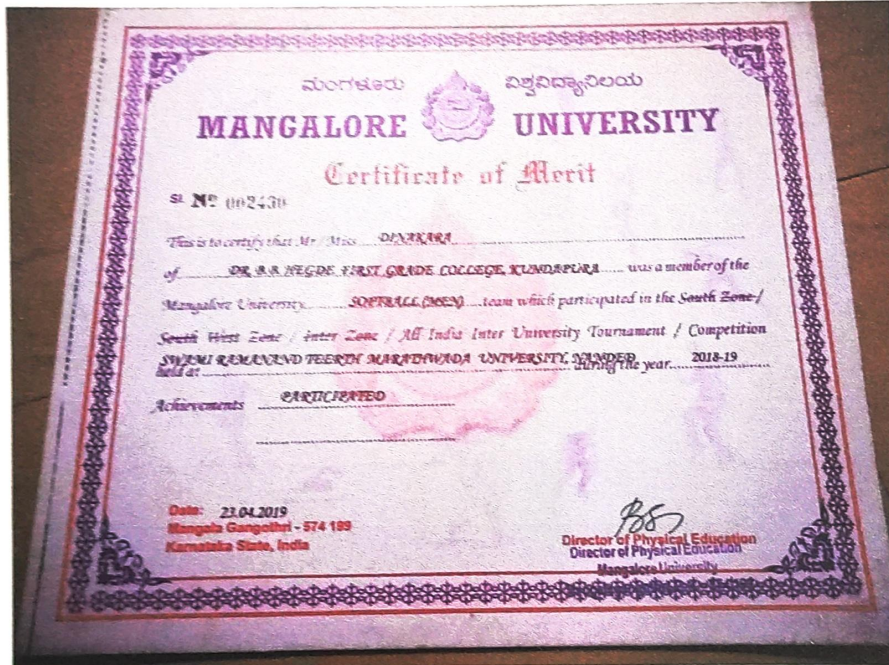 ಮಂಗಳೂರು ವಿಶ್ವವಿದ್ಯಾನಿಲಯ
MANGALORE UNIVERSITY
Certificate of Merit
Sl. Nº 002430
This is to certify that Mr / Miss DINAKARA
of DR. B.B. HEGDE FIRST GRADE COLLEGE, KUNDAPURA was a member of the
Mangalore University SOFTBALL (MEN) team which participated in the South Zone /
South West Zone / Inter Zone / All India Inter University Tournament / Competition
held at SWAMI RAMANAND TEERTH MARATHWADA UNIVERSITY, NANDED during the year 2018-19
Achievements PARTICIPATED
Date: 23.04.2019
Mangala Gangothri - 574 199
Karnataka State, India
Director of Physical Education
Director of Physical Education
Mangalore University